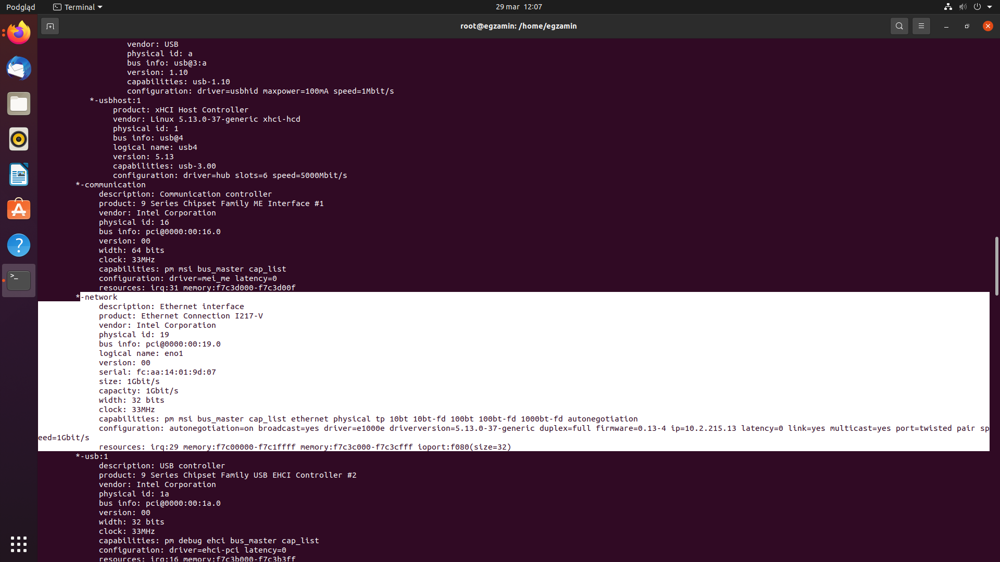 Podgląd
Terminal
29 mar 12:07
root@egzamin: /home/egzamin
vendor: USB
physical id: a
bus info: usb@3:a
version: 1.10
capabilities: usb-1.10
configuration: driver=usbhid maxpower=100mA speed=1Mbit/s
*-usbhost:1
product: xHCI Host Controller
vendor: Linux 5.13.0-37-generic xhci-hcd
physical id: 1
bus info: usb@4
logical name: usb4
version: 5.13
capabilities: usb-3.00
configuration: driver=hub slots=6 speed=5000Mbit/s
*-communication
description: Communication controller
product: 9 Series Chipset Family ME Interface #1
vendor: Intel Corporation
physical id: 16
bus info: pci@0000:00:16.0
version: 00
width: 64 bits
clock: 33MHz
capabilities: pm msi bus_master cap_list
configuration: driver=mei_me latency=0
resources: irq:31 memory:f7c3d000-f7c3d00f
*-network
description: Ethernet interface
product: Ethernet Connection I217-V
vendor: Intel Corporation
physical id: 19
bus info: pci@0000:00:19.0
logical name: eno1
version: 00
serial: fc:aa:14:01:9d:07
size: 1Gbit/s
capacity: 1Gbit/s
width: 32 bits
clock: 33MHz
capabilities: pm msi bus_master cap_list ethernet physical tp 10bt 10bt-fd 100bt 100bt-fd 1000bt-fd autonegotiation
configuration: autonegotiation=on broadcast=yes driver=e1000e driverversion=5.13.0-37-generic duplex=full firmware=0.13-4 ip=10.2.215.13 latency=0 link=yes multicast=yes port=twisted pair sp
eed=1Gbit/s
resources: irq:29 memory:f7c00000-f7c1ffff memory:f7c3c000-f7c3cfff ioport:f080(size=32)
*-usb:1
description: USB controller
product: 9 Series Chipset Family USB EHCI Controller #2
vendor: Intel Corporation
physical id: 1a
bus info: pci@0000:00:1a.0
version: 00
width: 32 bits
clock: 33MHz
capabilities: pm debug ehci bus_master cap_list
configuration: driver=ehci-pci latency=0
resources: irq:16 memory:f7c3b000-f7c3b3ff